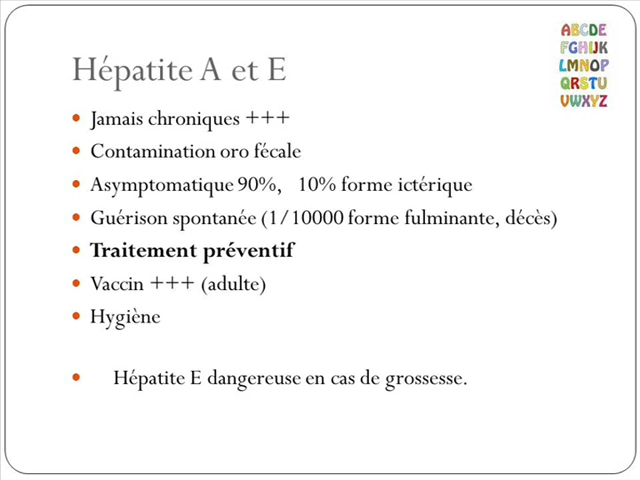 Hépatite A et E
ABCDE
FGHIJK
LMNOP
QRSTU
VWXYZ
• Jamais chroniques +++
• Contamination oro fécale
• Asymptomatique 90%, 10% forme ictérique
• Guérison spontanée (1/10000 forme fulminante, décès)
• Traitement préventif
• Vaccin +++ (adulte)
• Hygiène
• Hépatite E dangereuse en cas de grossesse.